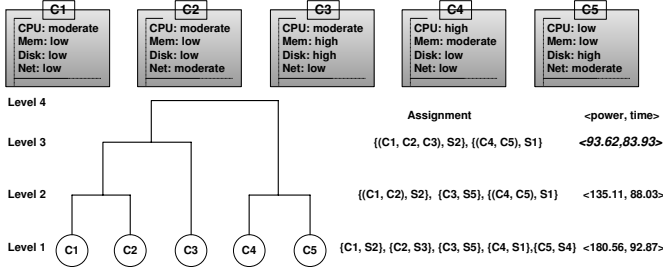 C1
CPU: moderate
Mem: low
Disk: low
Net: low
C2
CPU: moderate
Mem: low
Disk: low
Net: moderate
C3
CPU: moderate
Mem: high
Disk: high
Net: low
C4
CPU: high
Mem: moderate
Disk: low
Net: low
C5
CPU: low
Mem: low
Disk: high
Net: moderate
Level 4
Assignment <power, time>
Level 3 {(C1, C2, C3), S2}, {(C4, C5), S1} <93.62,83.93>
Level 2 {(C1, C2), S2}, {C3, S5}, {(C4, C5), S1} <135.11, 88.03>
Level 1 C1 C2 C3 C4 C5 {C1, S2}, {C2, S3}, {C3, S5}, {C4, S1},{C5, S4} <180.56, 92.87>